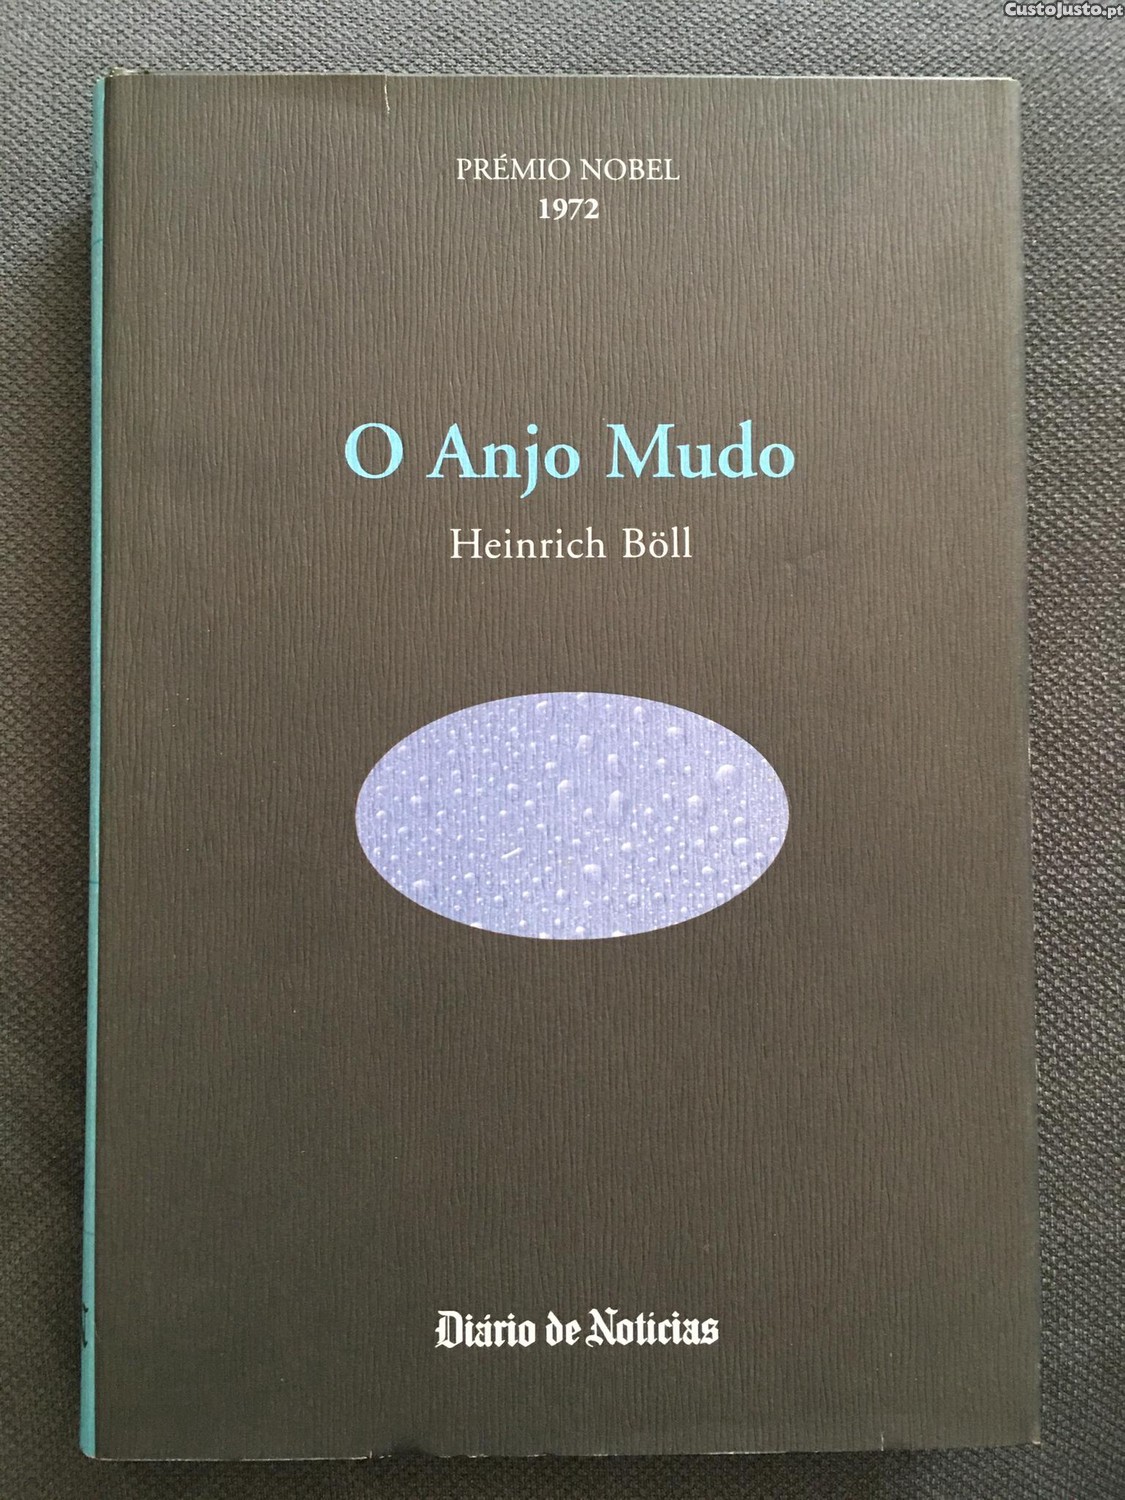 CustoJusto.pt
PRÉMIO NOBEL
1972
O Anjo Mudo
Heinrich Böll
Diário de Notícias